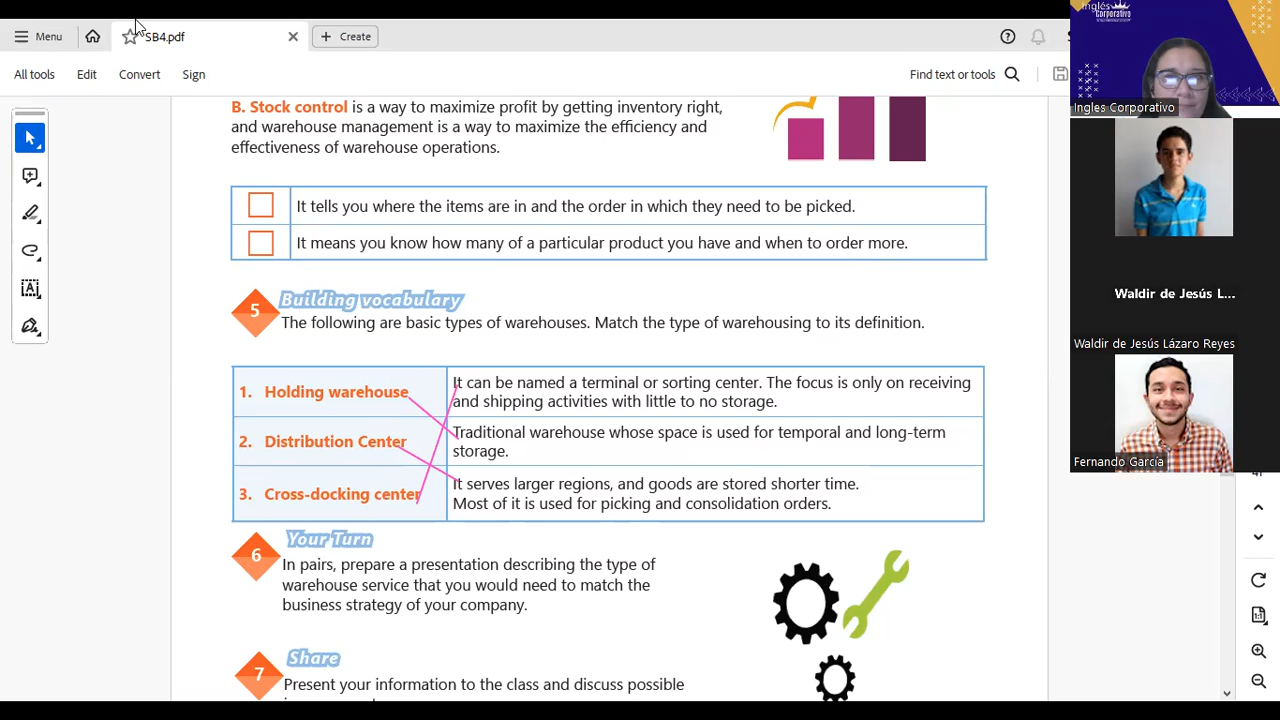 Menu
SB4.pdf
Create
All tools
Edit
Convert
Sign
Find text or tools
B. Stock control is a way to maximize profit by getting inventory right,
and warehouse management is a way to maximize the efficiency and
effectiveness of warehouse operations.
It tells you where the items are in and the order in which they need to be picked.
It means you know how many of a particular product you have and when to order more.
5
Building vocabulary
The following are basic types of warehouses. Match the type of warehousing to its definition.
1. Holding warehouse
It can be named a terminal or sorting center. The focus is only on receiving
and shipping activities with little to no storage.
2. Distribution Center
Traditional warehouse whose space is used for temporal and long-term
storage.
3. Cross-docking center
It serves larger regions, and goods are stored shorter time.
Most of it is used for picking and consolidation orders.
6
Your Turn
In pairs, prepare a presentation describing the type of
warehouse service that you would need to match the
business strategy of your company.
7
Share
Present your information to the class and discuss possible
Inglés
Corporativo
Ingles Corporativo
Waldir de Jesús L...
Waldir de Jesús Lázaro Reyes
Fernando García